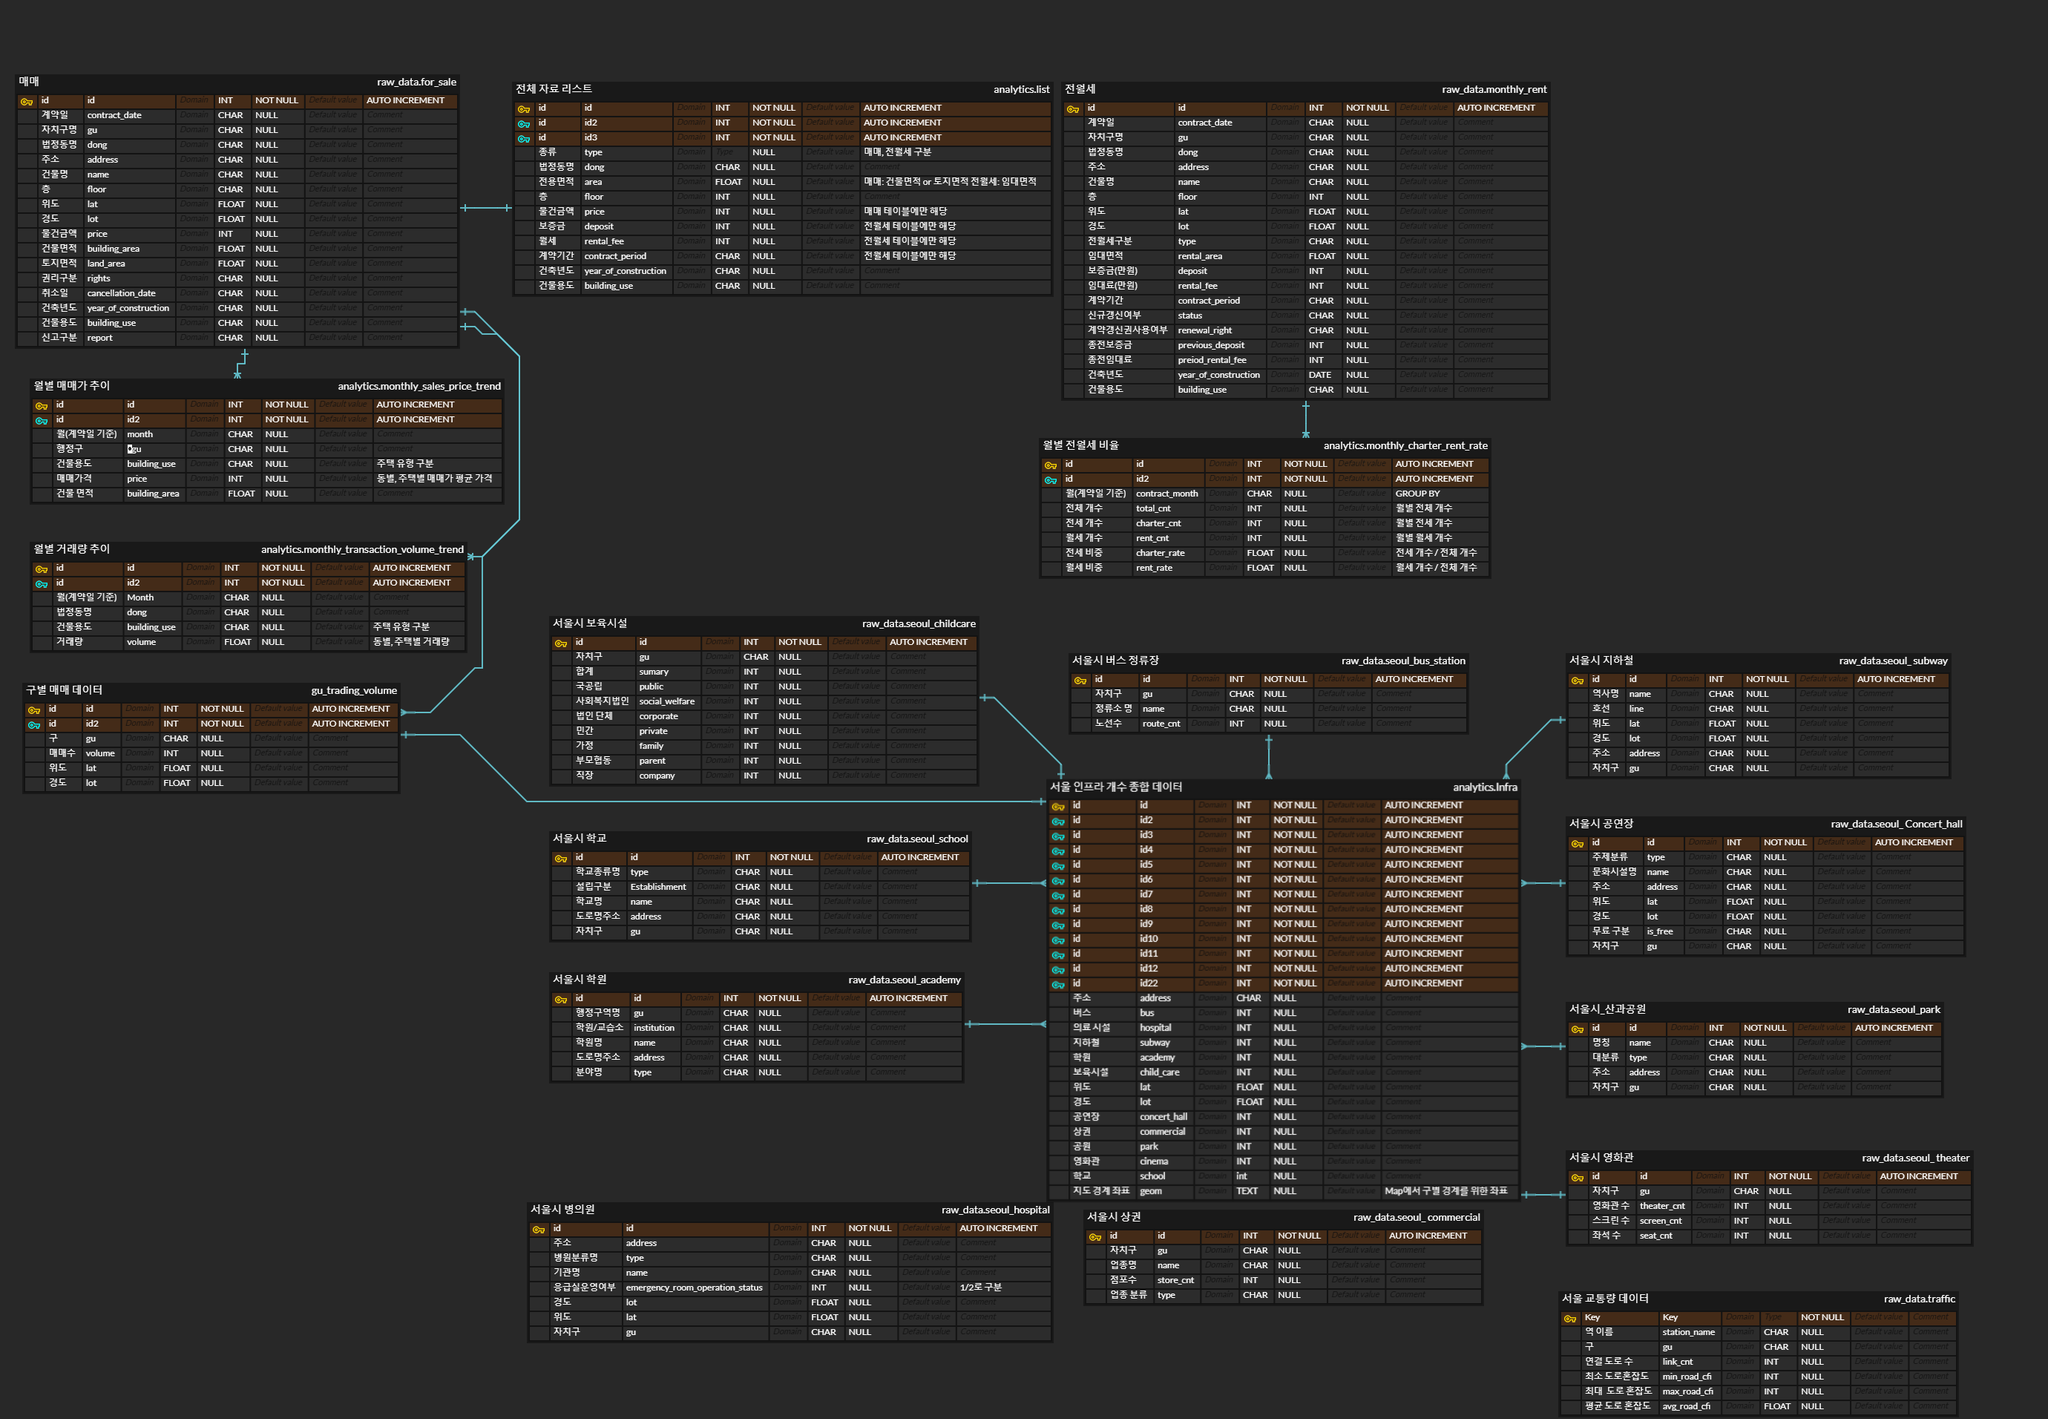 매매 raw_data.for_sale
id id Domain INT NOT NULL Default value AUTO INCREMENT
계약일 contract_date Domain CHAR NULL Default value Comment
자치구명 gu Domain CHAR NULL Default value Comment
법정동명 dong Domain CHAR NULL Default value Comment
주소 address Domain CHAR NULL Default value Comment
건물명 name Domain CHAR NULL Default value Comment
층 floor Domain CHAR NULL Default value Comment
위도 lat Domain FLOAT NULL Default value Comment
경도 lot Domain FLOAT NULL Default value Comment
물건금액 price Domain INT NULL Default value Comment
건물면적 building_area Domain FLOAT NULL Default value Comment
토지면적 land_area Domain FLOAT NULL Default value Comment
권리구분 rights Domain CHAR NULL Default value Comment
취소일 cancellation_date Domain CHAR NULL Default value Comment
건축년도 year_of_construction Domain CHAR NULL Default value Comment
건물용도 building_use Domain CHAR NULL Default value Comment
신고구분 report Domain CHAR NULL Default value Comment
전체 자료 리스트 analytics.list
id id Domain INT NOT NULL Default value AUTO INCREMENT
id id2 Domain INT NOT NULL Default value AUTO INCREMENT
id id3 Domain INT NOT NULL Default value AUTO INCREMENT
종류 type Domain Type NULL Default value 매매, 전월세 구분
법정동명 dong Domain CHAR NULL Default value Comment
전용면적 area Domain FLOAT NULL Default value 매매: 건물면적 or 토지면적 전월세: 임대면적
층 floor Domain INT NULL Default value Comment
물건금액 price Domain INT NULL Default value 매매 테이블에만 해당
보증금 deposit Domain INT NULL Default value 전월세 테이블에만 해당
월세 rental_fee Domain INT NULL Default value 전월세 테이블에만 해당
계약기간 contract_period Domain CHAR NULL Default value 전월세 테이블에만 해당
건축년도 year_of_construction Domain CHAR NULL Default value Comment
건물용도 building_use Domain CHAR NULL Default value Comment
전월세 raw_data.monthly_rent
id id Domain INT NOT NULL Default value AUTO INCREMENT
계약일 contract_date Domain CHAR NULL Default value Comment
자치구명 gu Domain CHAR NULL Default value Comment
법정동명 dong Domain CHAR NULL Default value Comment
주소 address Domain CHAR NULL Default value Comment
건물명 name Domain CHAR NULL Default value Comment
층 floor Domain INT NULL Default value Comment
위도 lat Domain FLOAT NULL Default value Comment
경도 lot Domain FLOAT NULL Default value Comment
전월세구분 type Domain CHAR NULL Default value Comment
임대면적 rental_area Domain FLOAT NULL Default value Comment
보증금(만원) deposit Domain INT NULL Default value Comment
임대료(만원) rental_fee Domain INT NULL Default value Comment
계약기간 contract_period Domain CHAR NULL Default value Comment
신규갱신여부 status Domain CHAR NULL Default value Comment
계약갱신권사용여부 renewal_right Domain CHAR NULL Default value Comment
종전보증금 previous_deposit Domain INT NULL Default value Comment
종전임대료 preiod_rental_fee Domain INT NULL Default value Comment
건축년도 year_of_construction Domain DATE NULL Default value Comment
건물용도 building_use Domain CHAR NULL Default value Comment
월별 매매가 추이 analytics.monthly_sales_price_trend
id id Domain INT NOT NULL Default value AUTO INCREMENT
id id2 Domain INT NOT NULL Default value AUTO INCREMENT
월(계약일 기준) month Domain CHAR NULL Default value Comment
행정구 gu Domain CHAR NULL Default value Comment
건물용도 building_use Domain CHAR NULL Default value 주택 유형 구분
매매가격 price Domain INT NULL Default value 동별, 주택별 매매가 평균 가격
건물 면적 building_area Domain FLOAT NULL Default value Comment
월별 전월세 비율 analytics.monthly_charter_rent_rate
id id Domain INT NOT NULL Default value AUTO INCREMENT
id id2 Domain INT NOT NULL Default value AUTO INCREMENT
월(계약일 기준) contract_month Domain CHAR NULL Default value GROUP BY
전체 개수 total_cnt Domain INT NULL Default value 월별 전체 개수
전세 개수 charter_cnt Domain INT NULL Default value 월별 전세 개수
월세 개수 rent_cnt Domain INT NULL Default value 월별 월세 개수
전세 비중 charter_rate Domain FLOAT NULL Default value 전세 개수 / 전체 개수
월세 비중 rent_rate Domain FLOAT NULL Default value 월세 개수 / 전체 개수
월별 거래량 추이 analytics.monthly_transaction_volume_trend
id id Domain INT NOT NULL Default value AUTO INCREMENT
id id2 Domain INT NOT NULL Default value AUTO INCREMENT
월(계약일 기준) Month Domain CHAR NULL Default value Comment
법정동명 dong Domain CHAR NULL Default value Comment
건물용도 building_use Domain CHAR NULL Default value 주택 유형 구분
거래량 volume Domain FLOAT NULL Default value 동별, 주택별 거래량
구별 매매 데이터 gu_trading_volume
id id Domain INT NOT NULL Default value AUTO INCREMENT
id id2 Domain INT NOT NULL Default value AUTO INCREMENT
구 gu Domain CHAR NULL Default value Comment
매매수 volume Domain INT NULL Default value Comment
위도 lat Domain FLOAT NULL Default value Comment
경도 lot Domain FLOAT NULL Default value Comment
서울시 보육시설 raw_data.seoul_childcare
id id Domain INT NOT NULL Default value AUTO INCREMENT
자치구 gu Domain CHAR NULL Default value Comment
합계 sumary Domain INT NULL Default value Comment
국공립 public Domain INT NULL Default value Comment
사회복지법인 social_welfare Domain INT NULL Default value Comment
법인 단체 corporate Domain INT NULL Default value Comment
민간 private Domain INT NULL Default value Comment
가정 family Domain INT NULL Default value Comment
부모협동 parent Domain INT NULL Default value Comment
직장 company Domain INT NULL Default value Comment
서울시 버스 정류장 raw_data.seoul_bus_station
id id Domain INT NOT NULL Default value AUTO INCREMENT
자치구 gu Domain CHAR NULL Default value Comment
정류소 명 name Domain CHAR NULL Default value Comment
노선수 route_cnt Domain INT NULL Default value Comment
서울시 지하철 raw_data.seoul_subway
id id Domain INT NOT NULL Default value AUTO INCREMENT
역사명 name Domain CHAR NULL Default value Comment
호선 line Domain CHAR NULL Default value Comment
위도 lat Domain FLOAT NULL Default value Comment
경도 lot Domain FLOAT NULL Default value Comment
주소 address Domain CHAR NULL Default value Comment
자치구 gu Domain CHAR NULL Default value Comment
서울 인프라 개수 종합 데이터 analytics.Infra
id id Domain INT NOT NULL Default value AUTO INCREMENT
id id2 Domain INT NOT NULL Default value AUTO INCREMENT
id id3 Domain INT NOT NULL Default value AUTO INCREMENT
id id4 Domain INT NOT NULL Default value AUTO INCREMENT
id id5 Domain INT NOT NULL Default value AUTO INCREMENT
id id6 Domain INT NOT NULL Default value AUTO INCREMENT
id id7 Domain INT NOT NULL Default value AUTO INCREMENT
id id8 Domain INT NOT NULL Default value AUTO INCREMENT
id id9 Domain INT NOT NULL Default value AUTO INCREMENT
id id10 Domain INT NOT NULL Default value AUTO INCREMENT
id id11 Domain INT NOT NULL Default value AUTO INCREMENT
id id12 Domain INT NOT NULL Default value AUTO INCREMENT
id id22 Domain INT NOT NULL Default value AUTO INCREMENT
주소 address Domain CHAR NULL Default value Comment
버스 bus Domain INT NULL Default value Comment
의료 시설 hospital Domain INT NULL Default value Comment
지하철 subway Domain INT NULL Default value Comment
학원 academy Domain INT NULL Default value Comment
보육시설 child_care Domain INT NULL Default value Comment
위도 lat Domain FLOAT NULL Default value Comment
경도 lot Domain FLOAT NULL Default value Comment
공연장 concert_hall Domain INT NULL Default value Comment
상권 commercial Domain INT NULL Default value Comment
공원 park Domain INT NULL Default value Comment
영화관 cinema Domain INT NULL Default value Comment
학교 school Domain int NULL Default value Comment
지도 경계 좌표 geom Domain TEXT NULL Default value Map에서 구별 경계를 위한 좌표
서울시 학교 raw_data.seoul_school
id id Domain INT NOT NULL Default value AUTO INCREMENT
학교종류명 type Domain CHAR NULL Default value Comment
설립구분 Establishment Domain CHAR NULL Default value Comment
학교명 name Domain CHAR NULL Default value Comment
도로명주소 address Domain CHAR NULL Default value Comment
자치구 gu Domain CHAR NULL Default value Comment
서울시 공연장 raw_data.seoul_Concert_hall
id id Domain INT NOT NULL Default value AUTO INCREMENT
주제분류 type Domain CHAR NULL Default value Comment
문화시설명 name Domain CHAR NULL Default value Comment
주소 address Domain CHAR NULL Default value Comment
위도 lat Domain FLOAT NULL Default value Comment
경도 lot Domain FLOAT NULL Default value Comment
무료 구분 is_free Domain CHAR NULL Default value Comment
자치구 gu Domain CHAR NULL Default value Comment
서울시 학원 raw_data.seoul_academy
id id Domain INT NOT NULL Default value AUTO INCREMENT
행정구역명 gu Domain CHAR NULL Default value Comment
학원/교습소 institution Domain CHAR NULL Default value Comment
학원명 name Domain CHAR NULL Default value Comment
도로명주소 address Domain CHAR NULL Default value Comment
분야명 type Domain CHAR NULL Default value Comment
서울시_산과공원 raw_data.seoul_park
id id Domain INT NOT NULL Default value AUTO INCREMENT
명칭 name Domain CHAR NULL Default value Comment
대분류 type Domain CHAR NULL Default value Comment
주소 address Domain CHAR NULL Default value Comment
자치구 gu Domain CHAR NULL Default value Comment
서울시 영화관 raw_data.seoul_theater
id id Domain INT NOT NULL Default value AUTO INCREMENT
자치구 gu Domain CHAR NULL Default value Comment
영화관 수 theater_cnt Domain INT NULL Default value Comment
스크린 수 screen_cnt Domain INT NULL Default value Comment
좌석 수 seat_cnt Domain INT NULL Default value Comment
서울시 병의원 raw_data.seoul_hospital
id id Domain INT NOT NULL Default value AUTO INCREMENT
주소 address Domain CHAR NULL Default value Comment
병원분류명 type Domain CHAR NULL Default value Comment
기관명 name Domain CHAR NULL Default value Comment
응급실운영여부 emergency_room_operation_status Domain INT NULL Default value 1/2로 구분
경도 lot Domain FLOAT NULL Default value Comment
위도 lat Domain FLOAT NULL Default value Comment
자치구 gu Domain CHAR NULL Default value Comment
서울시 상권 raw_data.seoul_commercial
id id Domain INT NOT NULL Default value AUTO INCREMENT
자치구 gu Domain CHAR NULL Default value Comment
업종명 name Domain CHAR NULL Default value Comment
점포수 store_cnt Domain INT NULL Default value Comment
업종 분류 type Domain CHAR NULL Default value Comment
서울 교통량 데이터 raw_data.traffic
Key Key Domain Type NOT NULL Default value Comment
역 이름 station_name Domain CHAR NULL Default value Comment
구 gu Domain CHAR NULL Default value Comment
연결 도로 수 link_cnt Domain INT NULL Default value Comment
최소 도로혼잡도 min_road_cfi Domain INT NULL Default value Comment
최대 도로 혼잡도 max_road_cfi Domain INT NULL Default value Comment
평균 도로 혼잡도 avg_road_cfi Domain FLOAT NULL Default value Comment